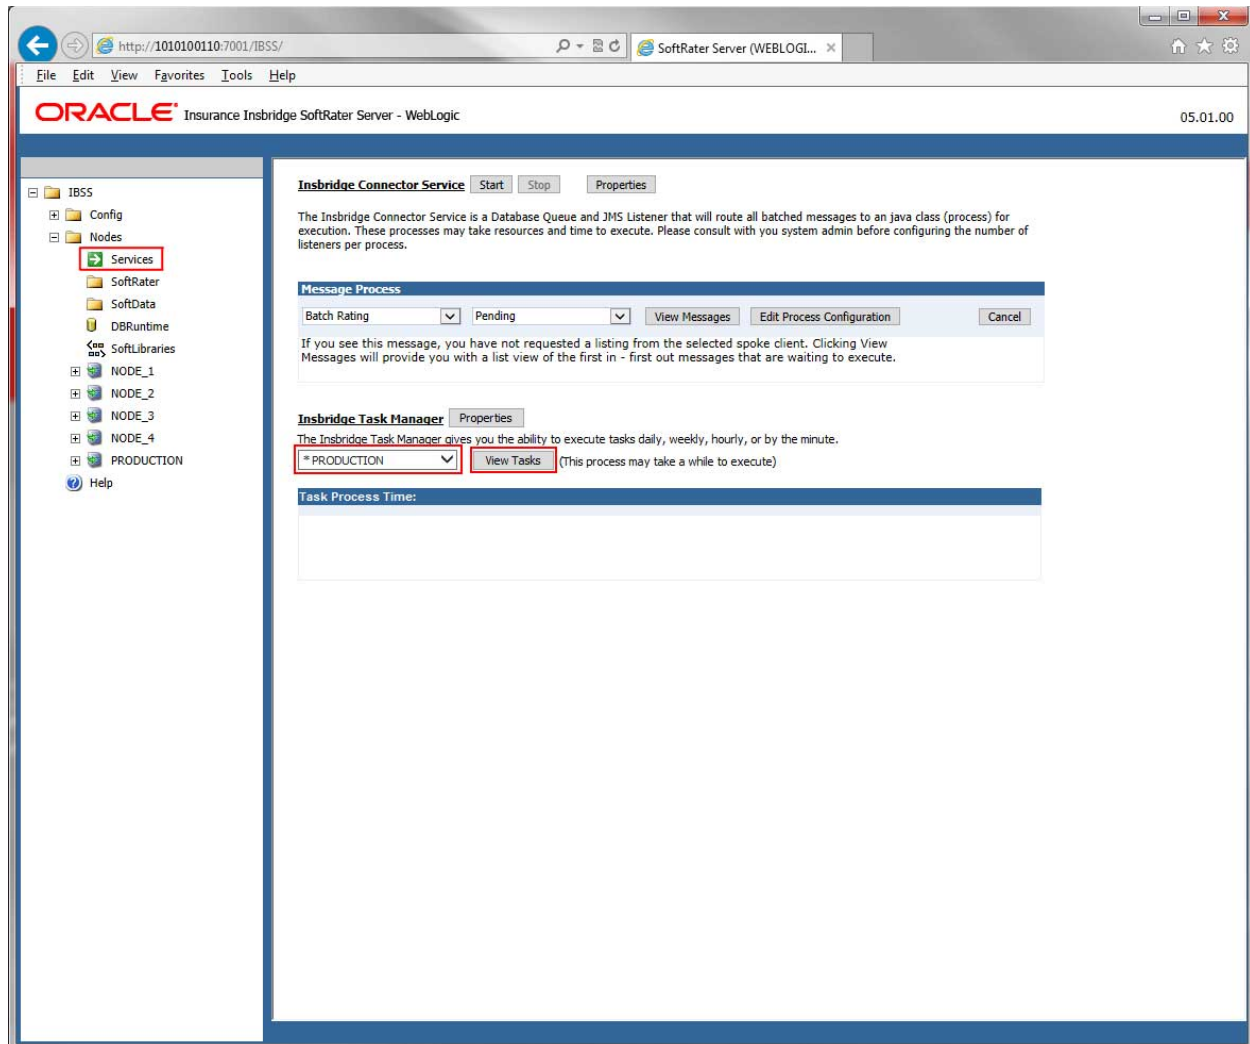 http://1010100110:7001/IBSS/
SoftRater Server (WEBLOGI...
File Edit View Favorites Tools Help
ORACLE Insurance Insbridge SoftRater Server - WebLogic
05.01.00
IBSS
Config
Nodes
Services
SoftRater
SoftData
DBRuntime
SoftLibraries
NODE_1
NODE_2
NODE_3
NODE_4
PRODUCTION
Help
Insbridge Connector Service Start Stop Properties
The Insbridge Connector Service is a Database Queue and JMS Listener that will route all batched messages to an java class (process) for
execution. These processes may take resources and time to execute. Please consult with you system admin before configuring the number of
listeners per process.
Message Process
Batch Rating Pending View Messages Edit Process Configuration Cancel
If you see this message, you have not requested a listing from the selected spoke client. Clicking View
Messages will provide you with a list view of the first in - first out messages that are waiting to execute.
Insbridge Task Manager Properties
The Insbridge Task Manager gives you the ability to execute tasks daily, weekly, hourly, or by the minute.
* PRODUCTION View Tasks (This process may take a while to execute)
Task Process Time: